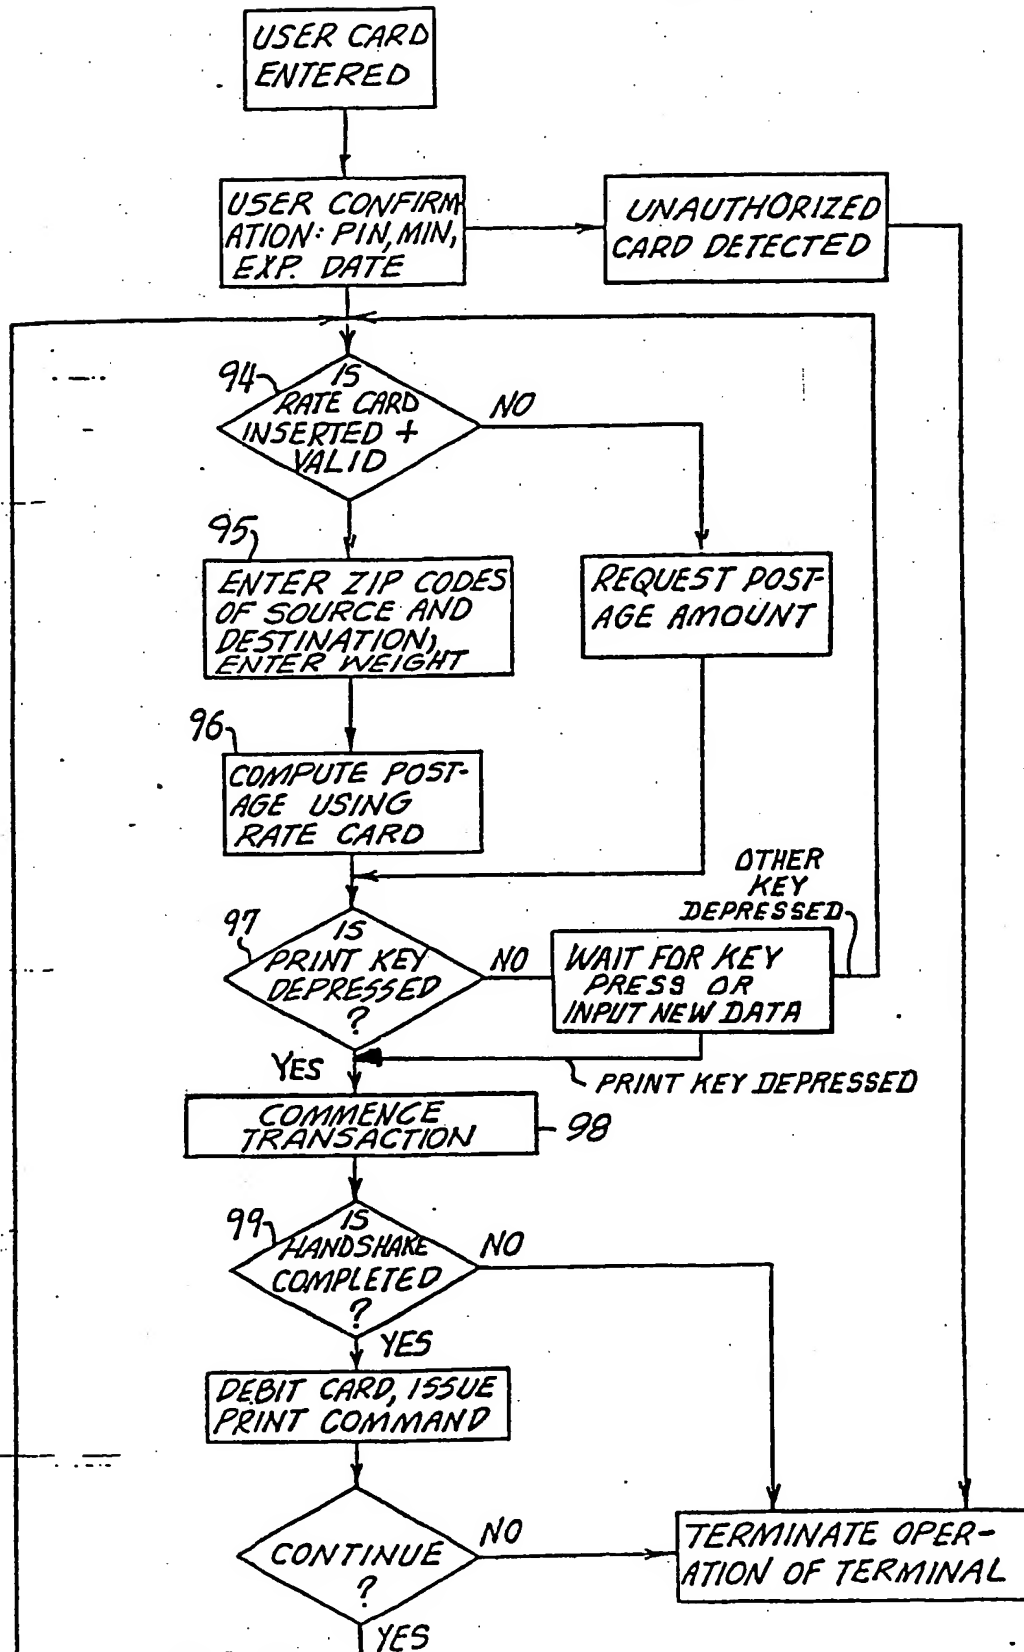 USER CARD
ENTERED
USER CONFIRM
ATION: PIN, MIN,
EXP. DATE
UNAUTHORIZED
CARD DETECTED
94
IS
RATE CARD
INSERTED +
VALID
NO
95
ENTER ZIP CODES
OF SOURCE AND
DESTINATION;
ENTER WEIGHT
REQUEST POST-
AGE AMOUNT
96
COMPUTE POST-
AGE USING
RATE CARD
OTHER
KEY
DEPRESSED
97
IS
PRINT KEY
DEPRESSED
?
NO
WAIT FOR KEY
PRESS OR
INPUT NEW DATA
YES
PRINT KEY DEPRESSED
COMMENCE
TRANSACTION
98
99
IS
HANDSHAKE
COMPLETED
?
NO
YES
DEBIT CARD, ISSUE
PRINT COMMAND
CONTINUE
?
NO
TERMINATE OPER-
ATION OF TERMINAL
YES